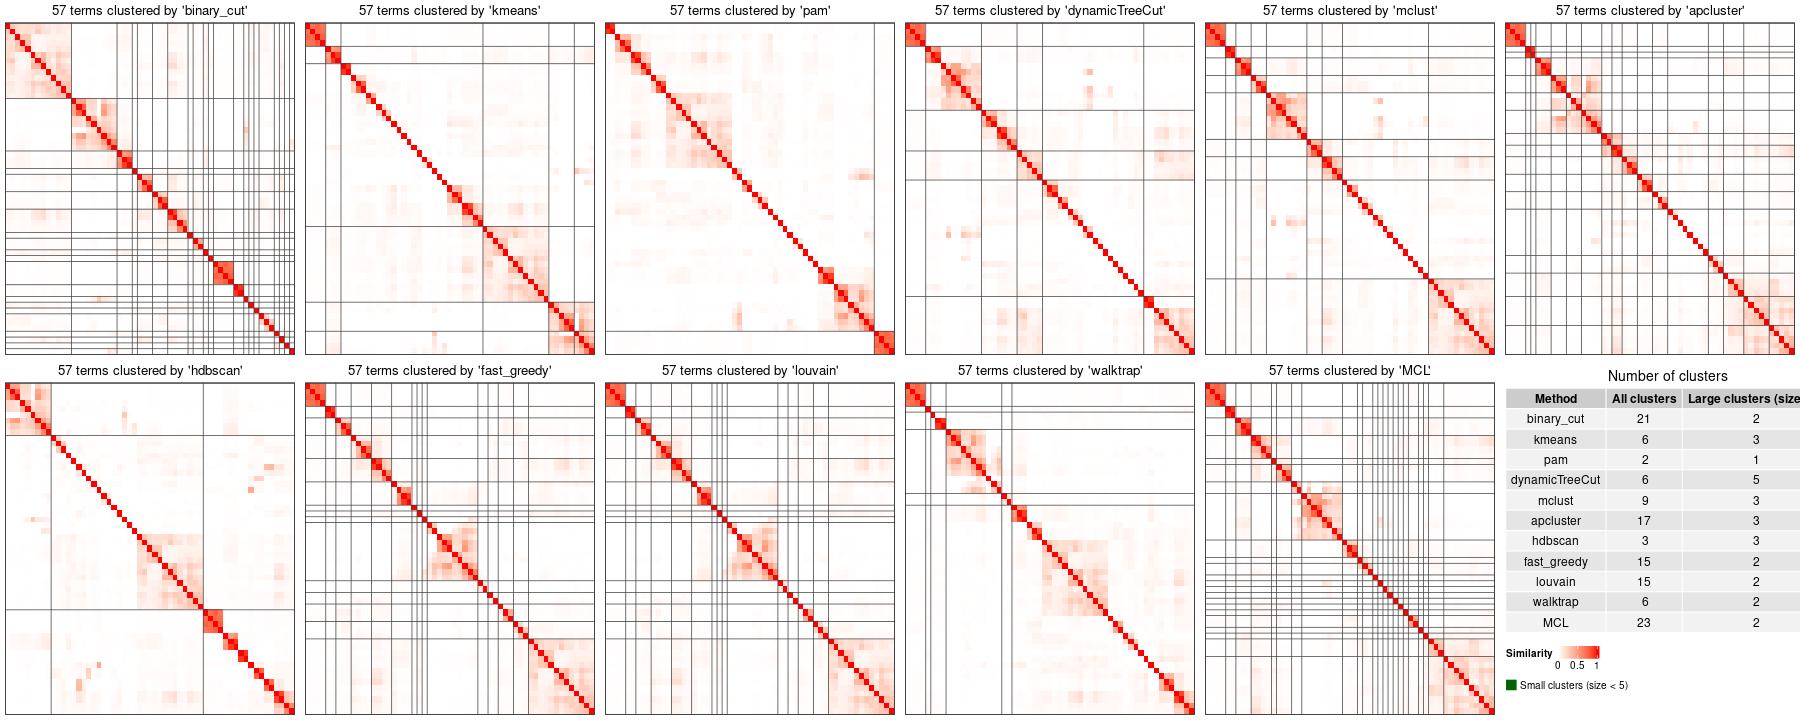 57 terms clustered by 'binary_cut'
57 terms clustered by 'kmeans'
57 terms clustered by 'pam'
57 terms clustered by 'dynamicTreeCut'
57 terms clustered by 'mclust'
57 terms clustered by 'apcluster'
57 terms clustered by 'hdbscan'
57 terms clustered by 'fast_greedy'
57 terms clustered by 'louvain'
57 terms clustered by 'walktrap'
57 terms clustered by 'MCL'
Number of clusters
Method All clusters Large clusters (size
binary_cut 21 2
kmeans 6 3
pam 2 1
dynamicTreeCut 6 5
mclust 9 3
apcluster 17 3
hdbscan 3 3
fast_greedy 15 2
louvain 15 2
walktrap 6 2
MCL 23 2
Similarity
0 0.5 1
Small clusters (size < 5)